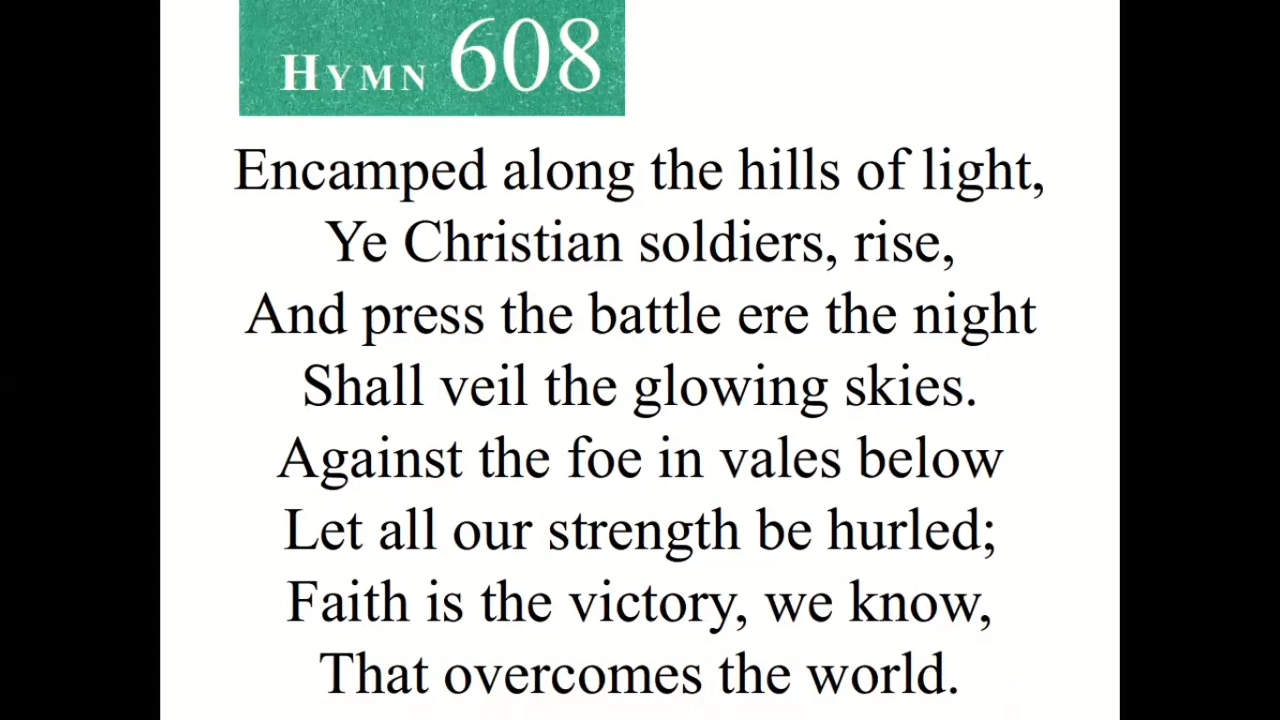 HYMN 608
Encamped along the hills of light,
Ye Christian soldiers, rise,
And press the battle ere the night
Shall veil the glowing skies.
Against the foe in vales below
Let all our strength be hurled;
Faith is the victory, we know,
That overcomes the world.